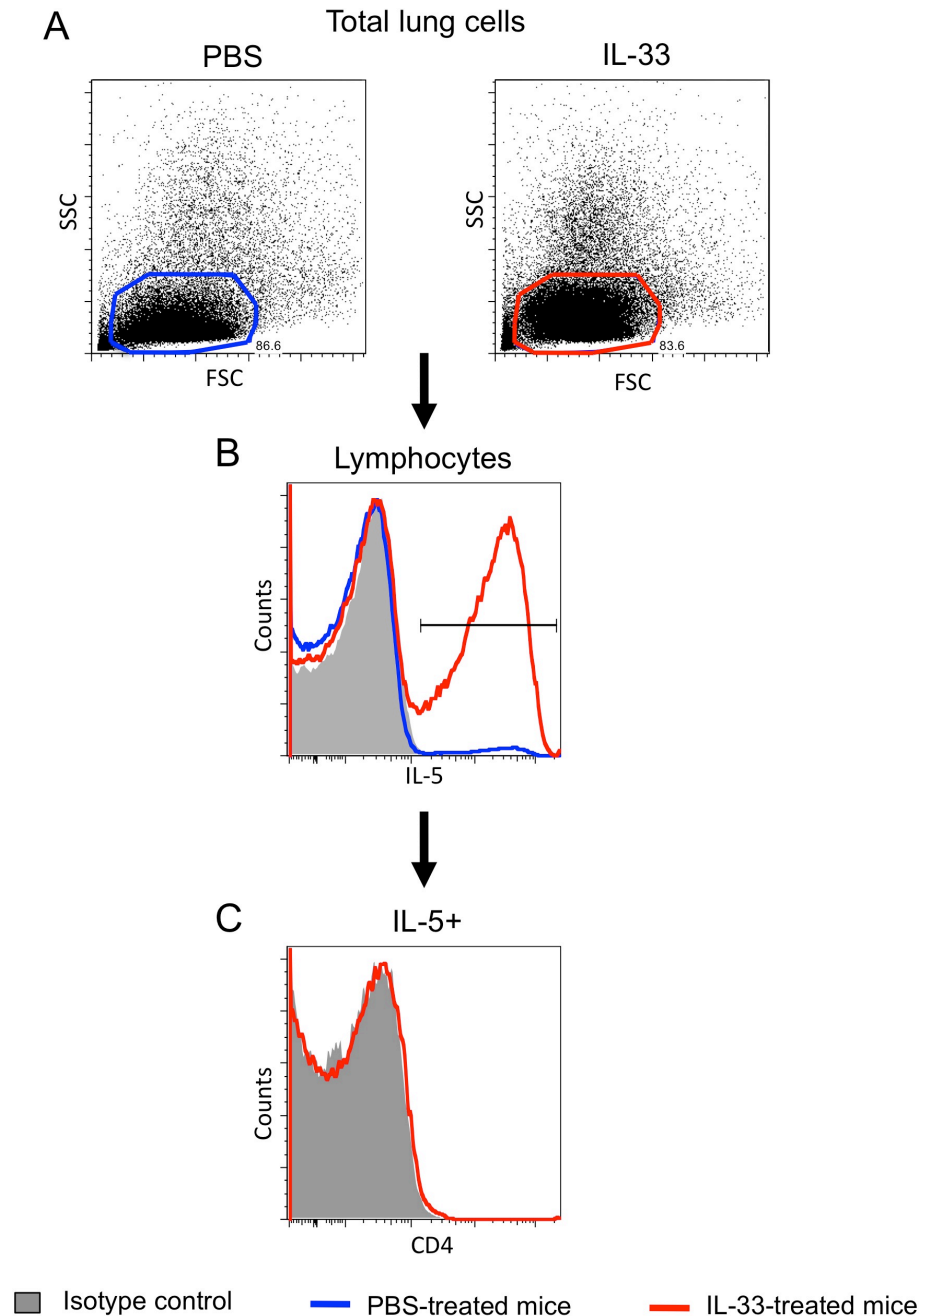 A
Total lung cells
PBS
IL-33
SSC
SSC
86.6
83.6
FSC
FSC
B
Lymphocytes
Counts
IL-5
C
IL-5+
Counts
CD4
Isotype control
PBS-treated mice
IL-33-treated mice